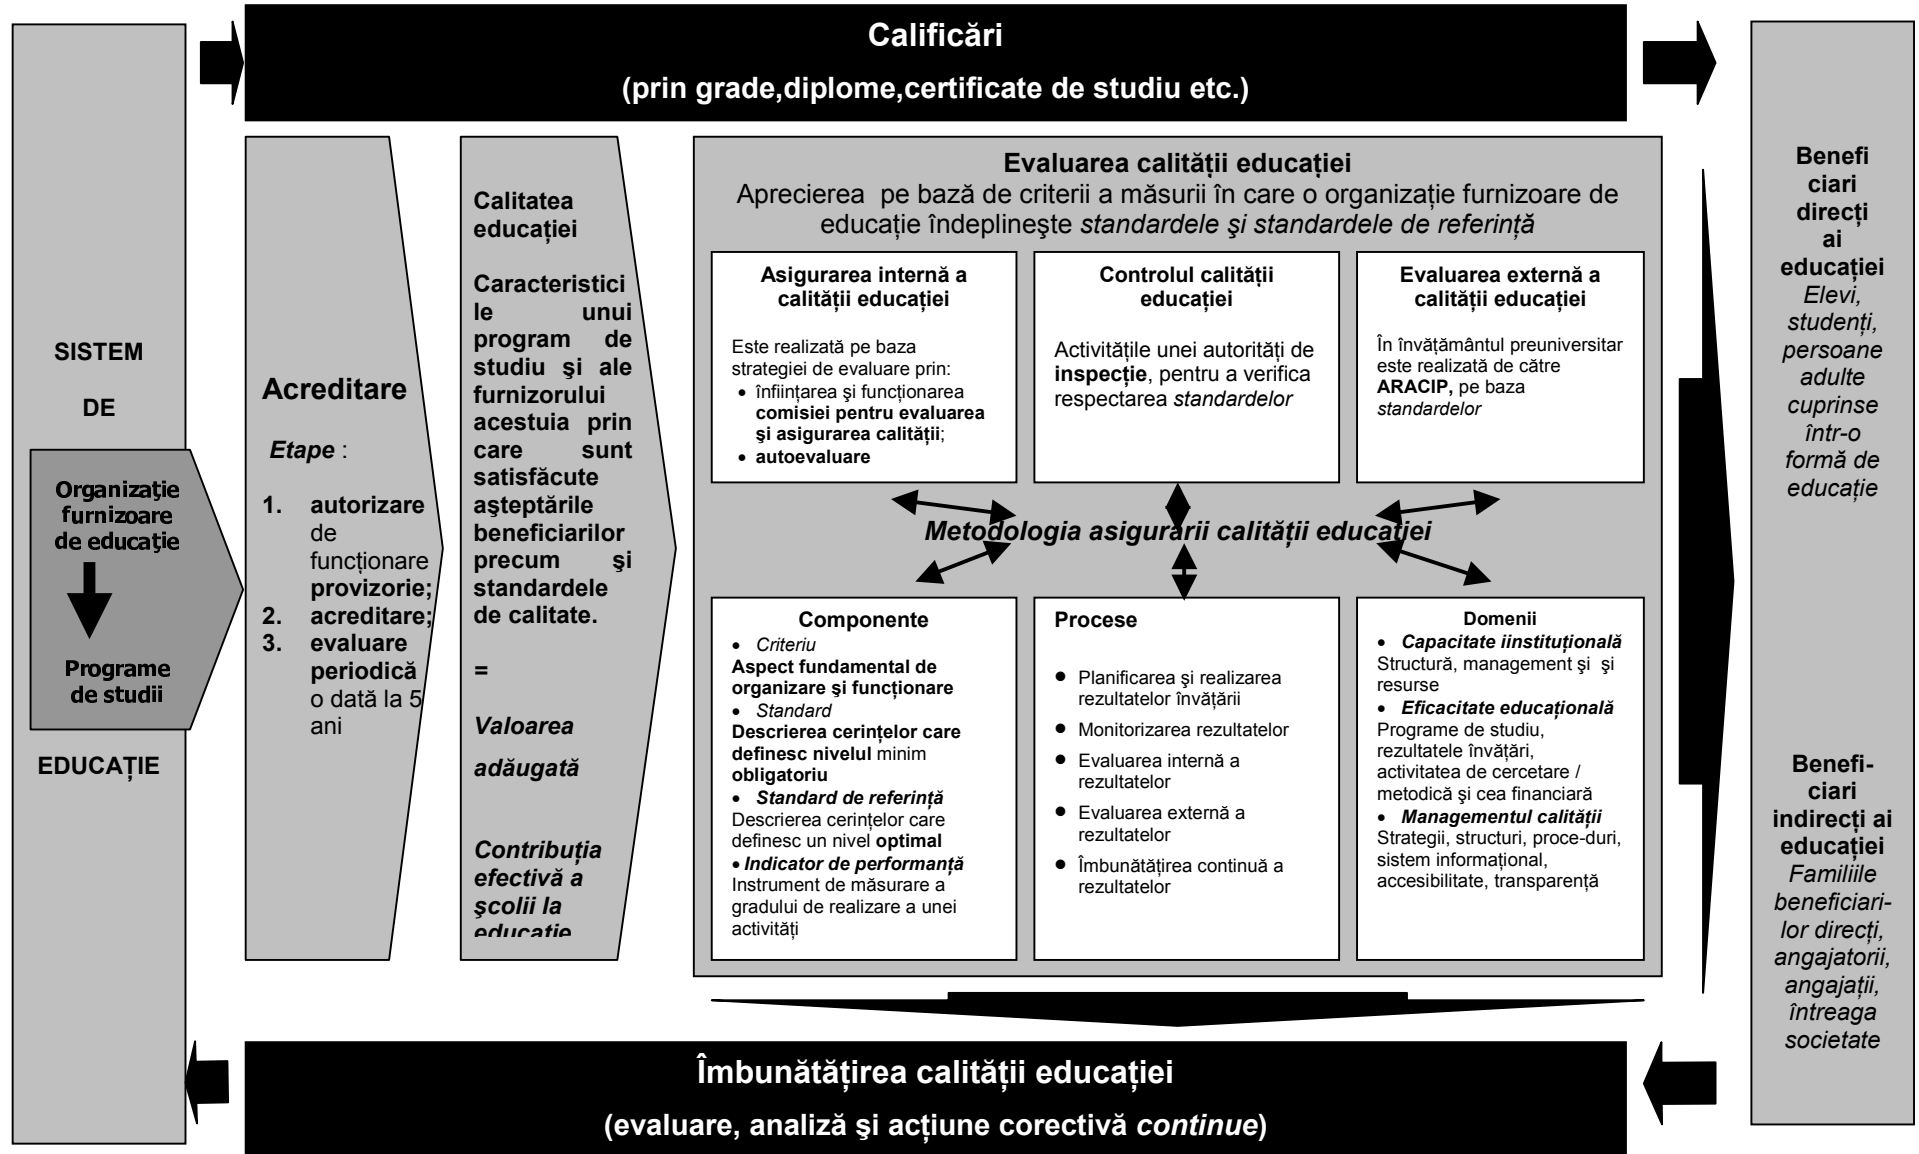 Calificări
(prin grade,diplome,certificate de studiu etc.)
SISTEM
DE
Organizaţie
furnizoare
de educaţie
Programe
de studii
EDUCAȚIE
Acreditare
Etape :
1. autorizare
de
funcționare
provizorie;
2. acreditare;
3. evaluare
periodică
o dată la 5
ani
Calitatea
educației
Caracteristici
le unui
program de
studiu şi ale
furnizorului
acestuia prin
care sunt
satisfăcute
aşteptările
beneficiarilor
precum şi
standardele
de calitate.
=
Valoarea
adăugată
Contribuția
efectivă a
şcolii la
educație
Evaluarea calității educației
Aprecierea pe bază de criterii a măsurii în care o organizație furnizoare de
educație îndeplineşte standardele şi standardele de referință
Asigurarea internă a
calității educației
Este realizată pe baza
strategiei de evaluare prin:
• înființarea şi funcționarea
comisiei pentru evaluarea
şi asigurarea calității;
• autoevaluare
Controlul calității
educației
Activitățile unei autorități de
inspecție, pentru a verifica
respectarea standardelor
Evaluarea externă a
calității educației
În învățământul preuniversitar
este realizată de către
ARACIP, pe baza
standardelor
Metodologia asigurării calității educației
Componente
• Criteriu
Aspect fundamental de
organizare şi funcționare
• Standard
Descrierea cerințelor care
definesc nivelul minim
obligatoriu
• Standard de referință
Descrierea cerințelor care
definesc un nivel optimal
• Indicator de performanță
Instrument de măsurare a
gradului de realizare a unei
activități
Procese
• Planificarea şi realizarea
rezultatelor învățării
• Monitorizarea rezultatelor
• Evaluarea internă a
rezultatelor
• Evaluarea externă a
rezultatelor
• Îmbunătățirea continuă a
rezultatelor
Domenii
• Capacitate iinstituțională
Structură, management şi şi
resurse
• Eficacitate educațională
Programe de studiu,
rezultatele învățări,
activitatea de cercetare /
metodică şi cea financiară
• Managementul calității
Strategii, structuri, proce-duri,
sistem informațional,
accesibilitate, transparență
Benefi
ciari
direcți
ai
educației
Elevi,
studenți,
persoane
adulte
cuprinse
într-o
formă de
educație
Benefi-
ciari
indirecți ai
educației
Familiile
beneficiari-
lor direcți,
angajatorii,
angajații,
întreaga
societate
Îmbunătățirea calității educației
(evaluare, analiză şi acțiune corectivă continue)